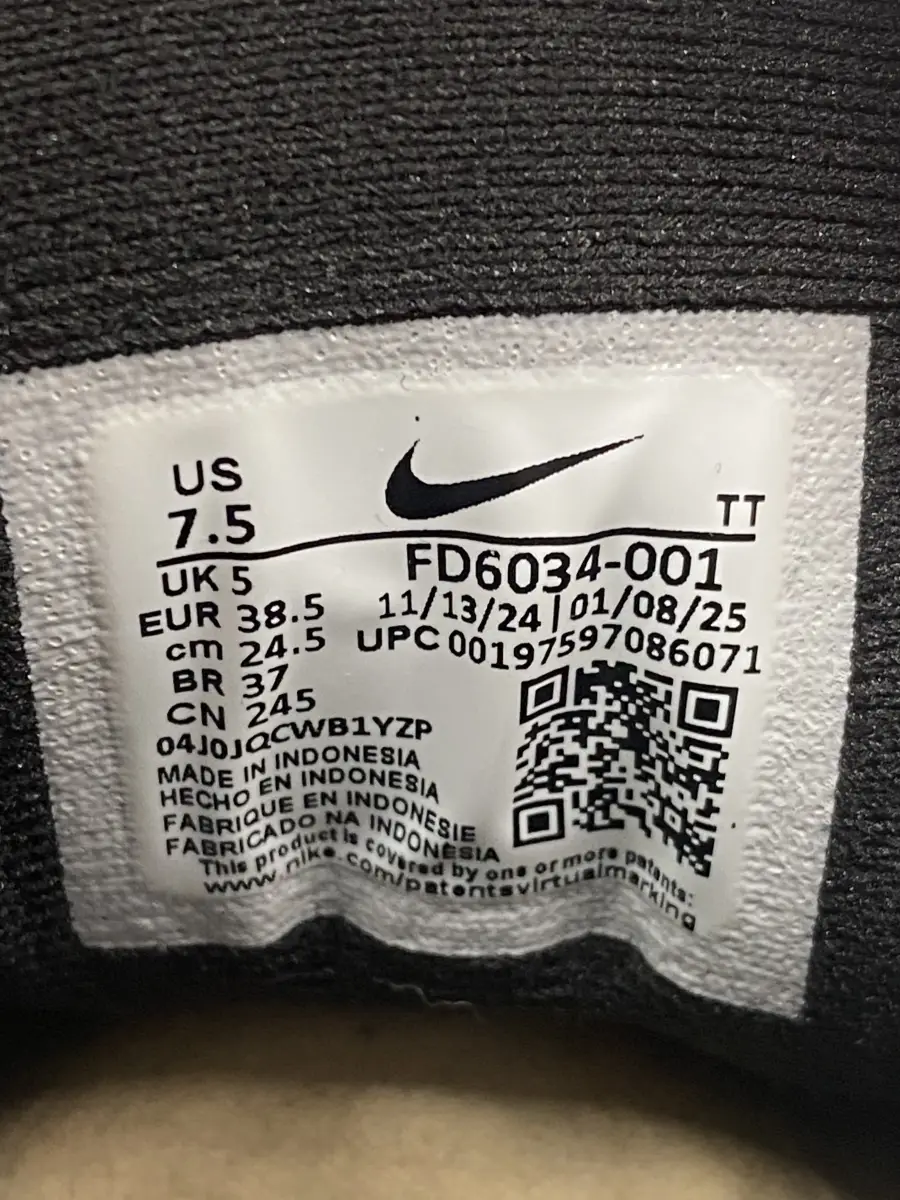 US
7.5
TT
UK 5
EUR 38.5
cm 24.5
BR 37
CN 245
FD6034-001
11/13/24 | 01/08/25
UPC 00197597086071
04J0JQCWB1YZP
MADE IN INDONESIA
HECHO EN INDONESIA
FABRIQUE EN INDONESIE
FABRICADO NA INDONÉSIA
This product is covered by one or more patents:
www.nike.com/patentsvirtualmarking